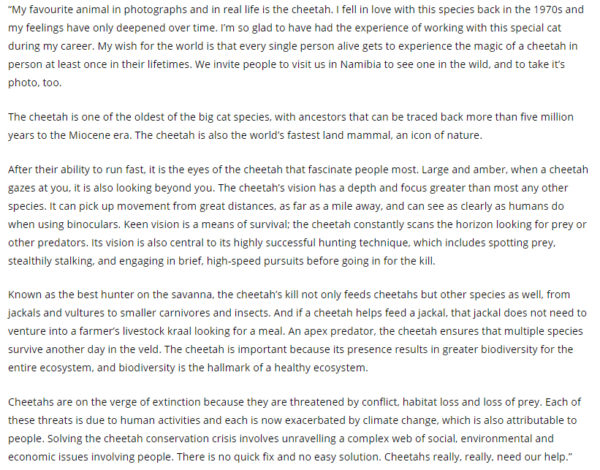 “My favourite animal in photographs and in real life is the cheetah. I fell in love with this species back in the 1970s and
my feelings have only deepened over time. I’m so glad to have had the experience of working with this special cat
during my career. My wish for the world is that every single person alive gets to experience the magic of a cheetah in
person at least once in their lifetimes. We invite people to visit us in Namibia to see one in the wild, and to take it’s
photo, too.
The cheetah is one of the oldest of the big cat species, with ancestors that can be traced back more than five million
years to the Miocene era. The cheetah is also the world’s fastest land mammal, an icon of nature.
After their ability to run fast, it is the eyes of the cheetah that fascinate people most. Large and amber, when a cheetah
gazes at you, it is also looking beyond you. The cheetah’s vision has a depth and focus greater than most any other
species. It can pick up movement from great distances, as far as a mile away, and can see as clearly as humans do
when using binoculars. Keen vision is a means of survival; the cheetah constantly scans the horizon looking for prey or
other predators. Its vision is also central to its highly successful hunting technique, which includes spotting prey,
stealthily stalking, and engaging in brief, high-speed pursuits before going in for the kill.
Known as the best hunter on the savanna, the cheetah’s kill not only feeds cheetahs but other species as well, from
jackals and vultures to smaller carnivores and insects. And if a cheetah helps feed a jackal, that jackal does not need to
venture into a farmer’s livestock kraal looking for a meal. An apex predator, the cheetah ensures that multiple species
survive another day in the veld. The cheetah is important because its presence results in greater biodiversity for the
entire ecosystem, and biodiversity is the hallmark of a healthy ecosystem.
Cheetahs are on the verge of extinction because they are threatened by conflict, habitat loss and loss of prey. Each of
these threats is due to human activities and each is now exacerbated by climate change, which is also attributable to
people. Solving the cheetah conservation crisis involves unravelling a complex web of social, environmental and
economic issues involving people. There is no quick fix and no easy solution. Cheetahs really, really, need our help.”